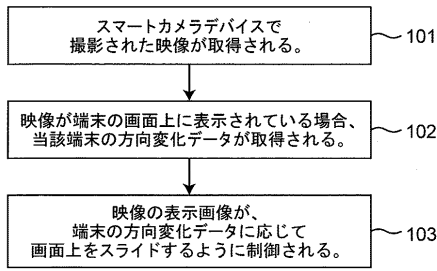 スマートカメラデバイスで
撮影された映像が取得される。
101
映像が端末の画面上に表示されている場合、
当該端末の方向変化データが取得される。
102
映像の表示画像が、
端末の方向変化データに応じて
画面上をスライドするように制御される。
103